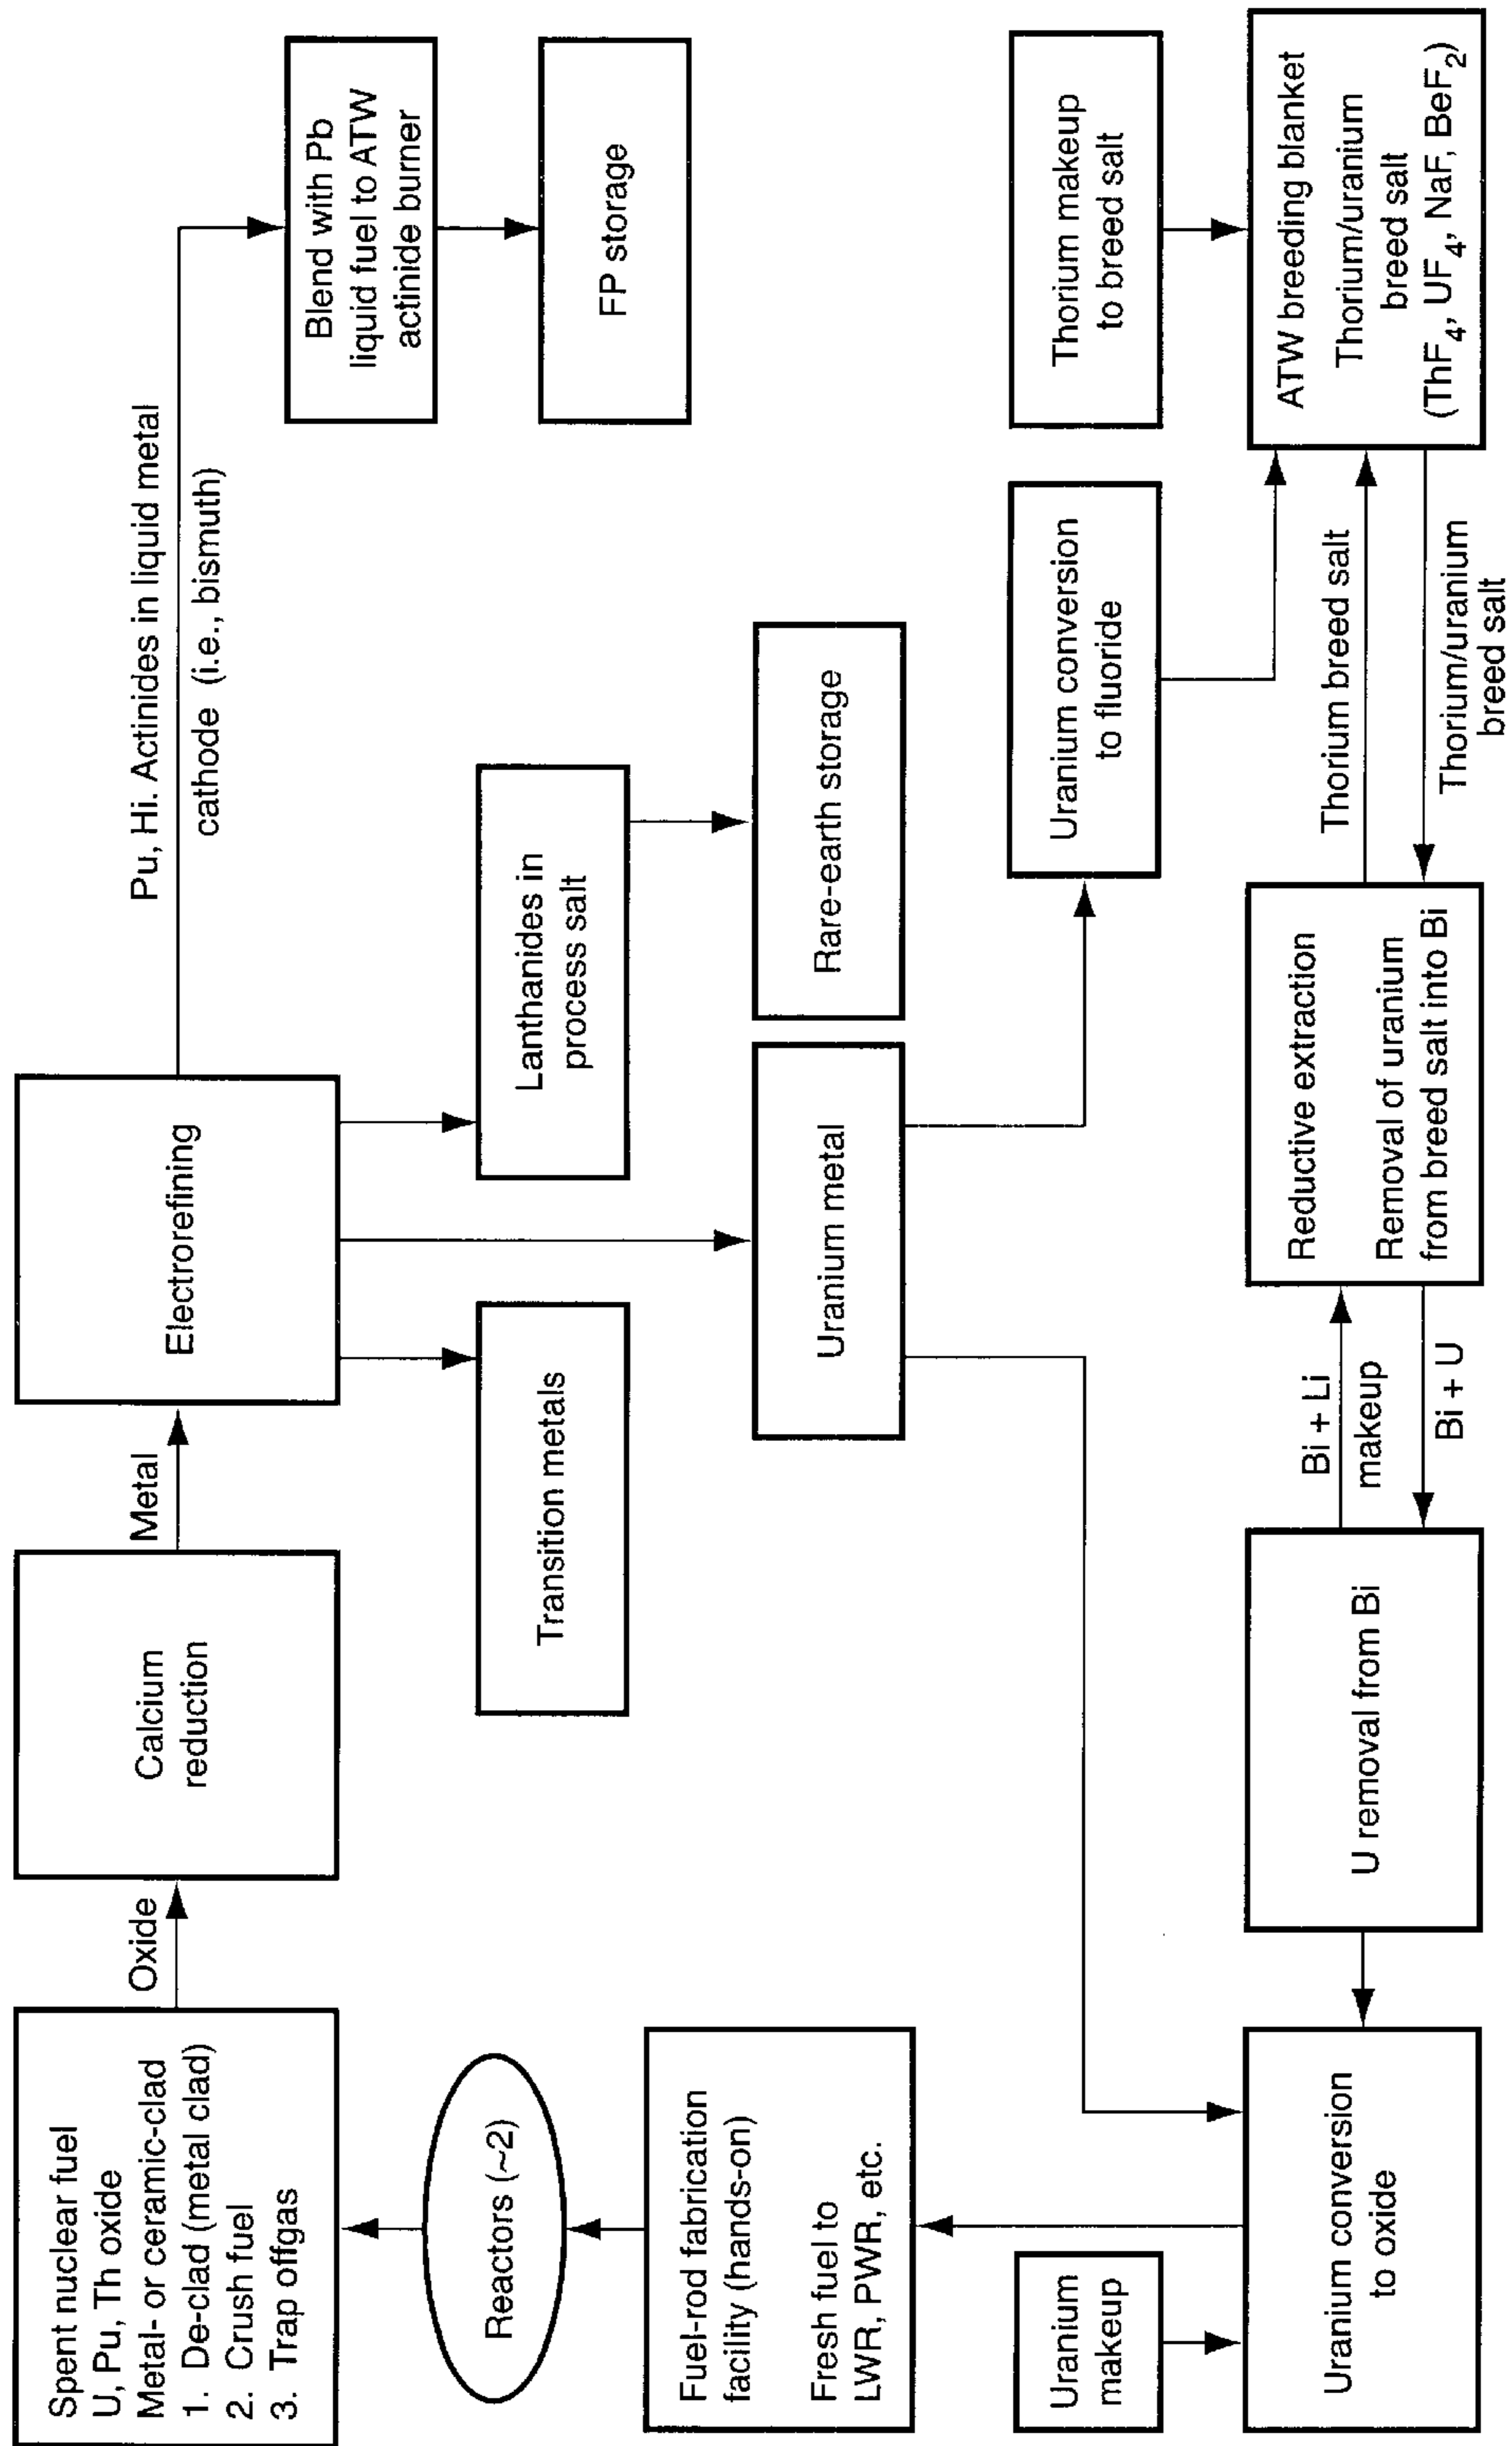 Spent nuclear fuel
U, Pu, Th oxide
Metal- or ceramic-clad
1. De-clad (metal clad)
2. Crush fuel
3. Trap offgas
Oxide
Calcium
reduction
Metal
Electrorefining
Pu, Hi. Actinides in liquid metal
cathode (i.e., bismuth)
Blend with Pb
liquid fuel to ATW
actinide burner
FP storage
Reactors (~2)
Transition metals
Lanthanides in
process salt
Fuel-rod fabrication
facility (hands-on)
Fresh fuel to
LWR, PWR, etc.
Uranium metal
Rare-earth storage
Uranium
makeup
Uranium conversion
to fluoride
Thorium makeup
to breed salt
Uranium conversion
to oxide
U removal from Bi
Bi + Li
makeup
Bi + U
Reductive extraction
Removal of uranium
from breed salt into Bi
Thorium breed salt
Thorium/uranium
breed salt
ATW breeding blanket
Thorium/uranium
breed salt
(ThF4, UF4, NaF, BeF2)